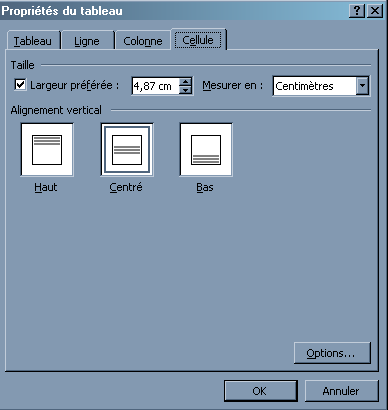 Propriétés du tableau
Tableau Ligne Colonne Cellule
Taille
Largeur préférée : 4,87 cm Mesurer en : Centimètres
Alignement vertical
Haut Centré Bas
Options...
OK Annuler